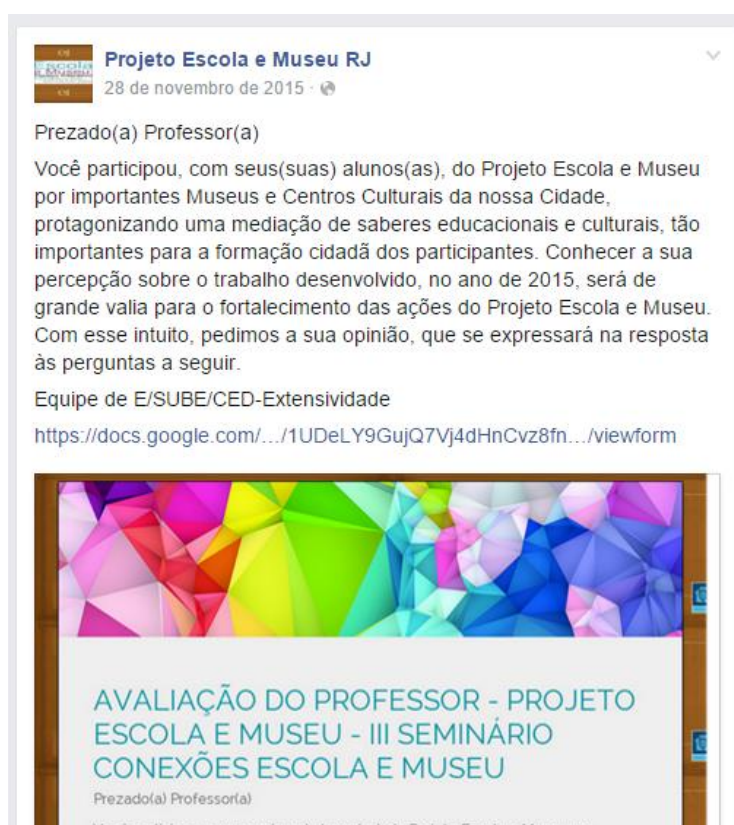 Projeto Escola e Museu RJ
28 de novembro de 2015 ·
Prezado(a) Professor(a)
Você participou, com seus(suas) alunos(as), do Projeto Escola e Museu
por importantes Museus e Centros Culturais da nossa Cidade,
protagonizando uma mediação de saberes educacionais e culturais, tão
importantes para a formação cidadã dos participantes. Conhecer a sua
percepção sobre o trabalho desenvolvido, no ano de 2015, será de
grande valia para o fortalecimento das ações do Projeto Escola e Museu.
Com esse intuito, pedimos a sua opinião, que se expressará na resposta
às perguntas a seguir.
Equipe de E/SUBE/CED-Extensividade
https://docs.google.com/…/1UDeLY9GujQ7Vj4dHnCvz8fn…/viewform
AVALIAÇÃO DO PROFESSOR - PROJETO
ESCOLA E MUSEU - III SEMINÁRIO
CONEXÕES ESCOLA E MUSEU
Prezado(a) Professor(a)